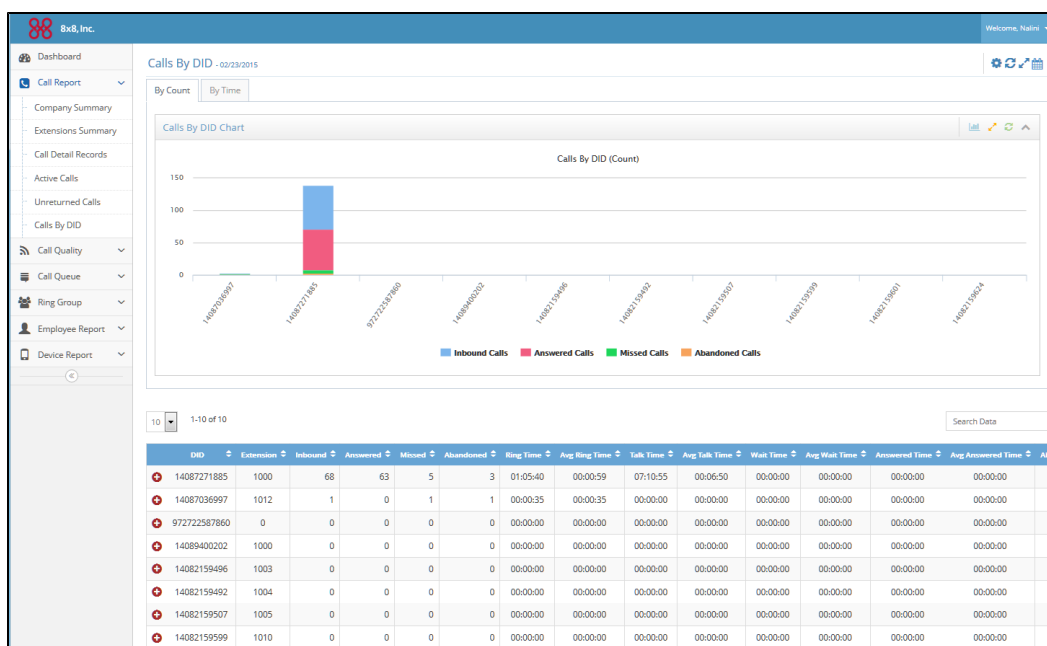 8x8, Inc.
Welcome, Nalini
Dashboard
Call Report
Company Summary
Extensions Summary
Call Detail Records
Active Calls
Unreturned Calls
Calls By DID
Call Quality
Call Queue
Ring Group
Employee Report
Device Report
Calls By DID - 02/23/2015
By Count By Time
Calls By DID Chart
Calls By DID (Count)
150
100
50
0
14087036997 14087271885 972722587860 14089400202 14082159496 14082159492 14082159507 14082159599 14082159601 14082159624
Inbound Calls Answered Calls Missed Calls Abandoned Calls
10 1-10 of 10 Search Data
DID Extension Inbound Answered Missed Abandoned Ring Time Avg Ring Time Talk Time Avg Talk Time Wait Time Avg Wait Time Answered Time Avg Answered Time
14087271885 1000 68 63 5 3 01:05:40 00:00:59 07:10:55 00:06:50 00:00:00 00:00:00 00:00:00 00:00:00
14087036997 1012 1 0 1 1 00:00:35 00:00:35 00:00:00 00:00:00 00:00:00 00:00:00 00:00:00 00:00:00
972722587860 0 0 0 0 0 00:00:00 00:00:00 00:00:00 00:00:00 00:00:00 00:00:00 00:00:00 00:00:00
14089400202 1000 0 0 0 0 00:00:00 00:00:00 00:00:00 00:00:00 00:00:00 00:00:00 00:00:00 00:00:00
14082159496 1003 0 0 0 0 00:00:00 00:00:00 00:00:00 00:00:00 00:00:00 00:00:00 00:00:00 00:00:00
14082159492 1004 0 0 0 0 00:00:00 00:00:00 00:00:00 00:00:00 00:00:00 00:00:00 00:00:00 00:00:00
14082159507 1005 0 0 0 0 00:00:00 00:00:00 00:00:00 00:00:00 00:00:00 00:00:00 00:00:00 00:00:00
14082159599 1010 0 0 0 0 00:00:00 00:00:00 00:00:00 00:00:00 00:00:00 00:00:00 00:00:00 00:00:00